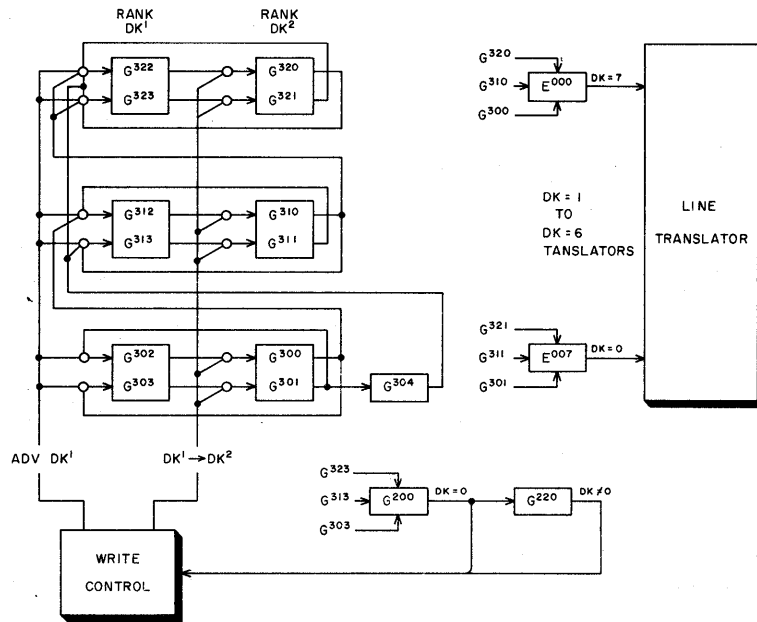 RANK DK¹
RANK DK²
G³²²
G³²³
G³²⁰
G³²¹
G³²⁰
G³¹⁰
G³⁰⁰
E⁰⁰⁰
DK=7
G³¹²
G³¹³
G³¹⁰
G³¹¹
DK = 1
TO
DK = 6
TANSLATORS
LINE
TRANSLATOR
G³⁰²
G³⁰³
G³⁰⁰
G³⁰¹
G³⁰⁴
G³²¹
G³¹¹
G³⁰¹
E⁰⁰⁷
DK=0
ADV DK¹
DK¹→DK²
G³²³
G³¹³
G³⁰³
G²⁰⁰
DK=0
G²²⁰
DK≠0
WRITE
CONTROL